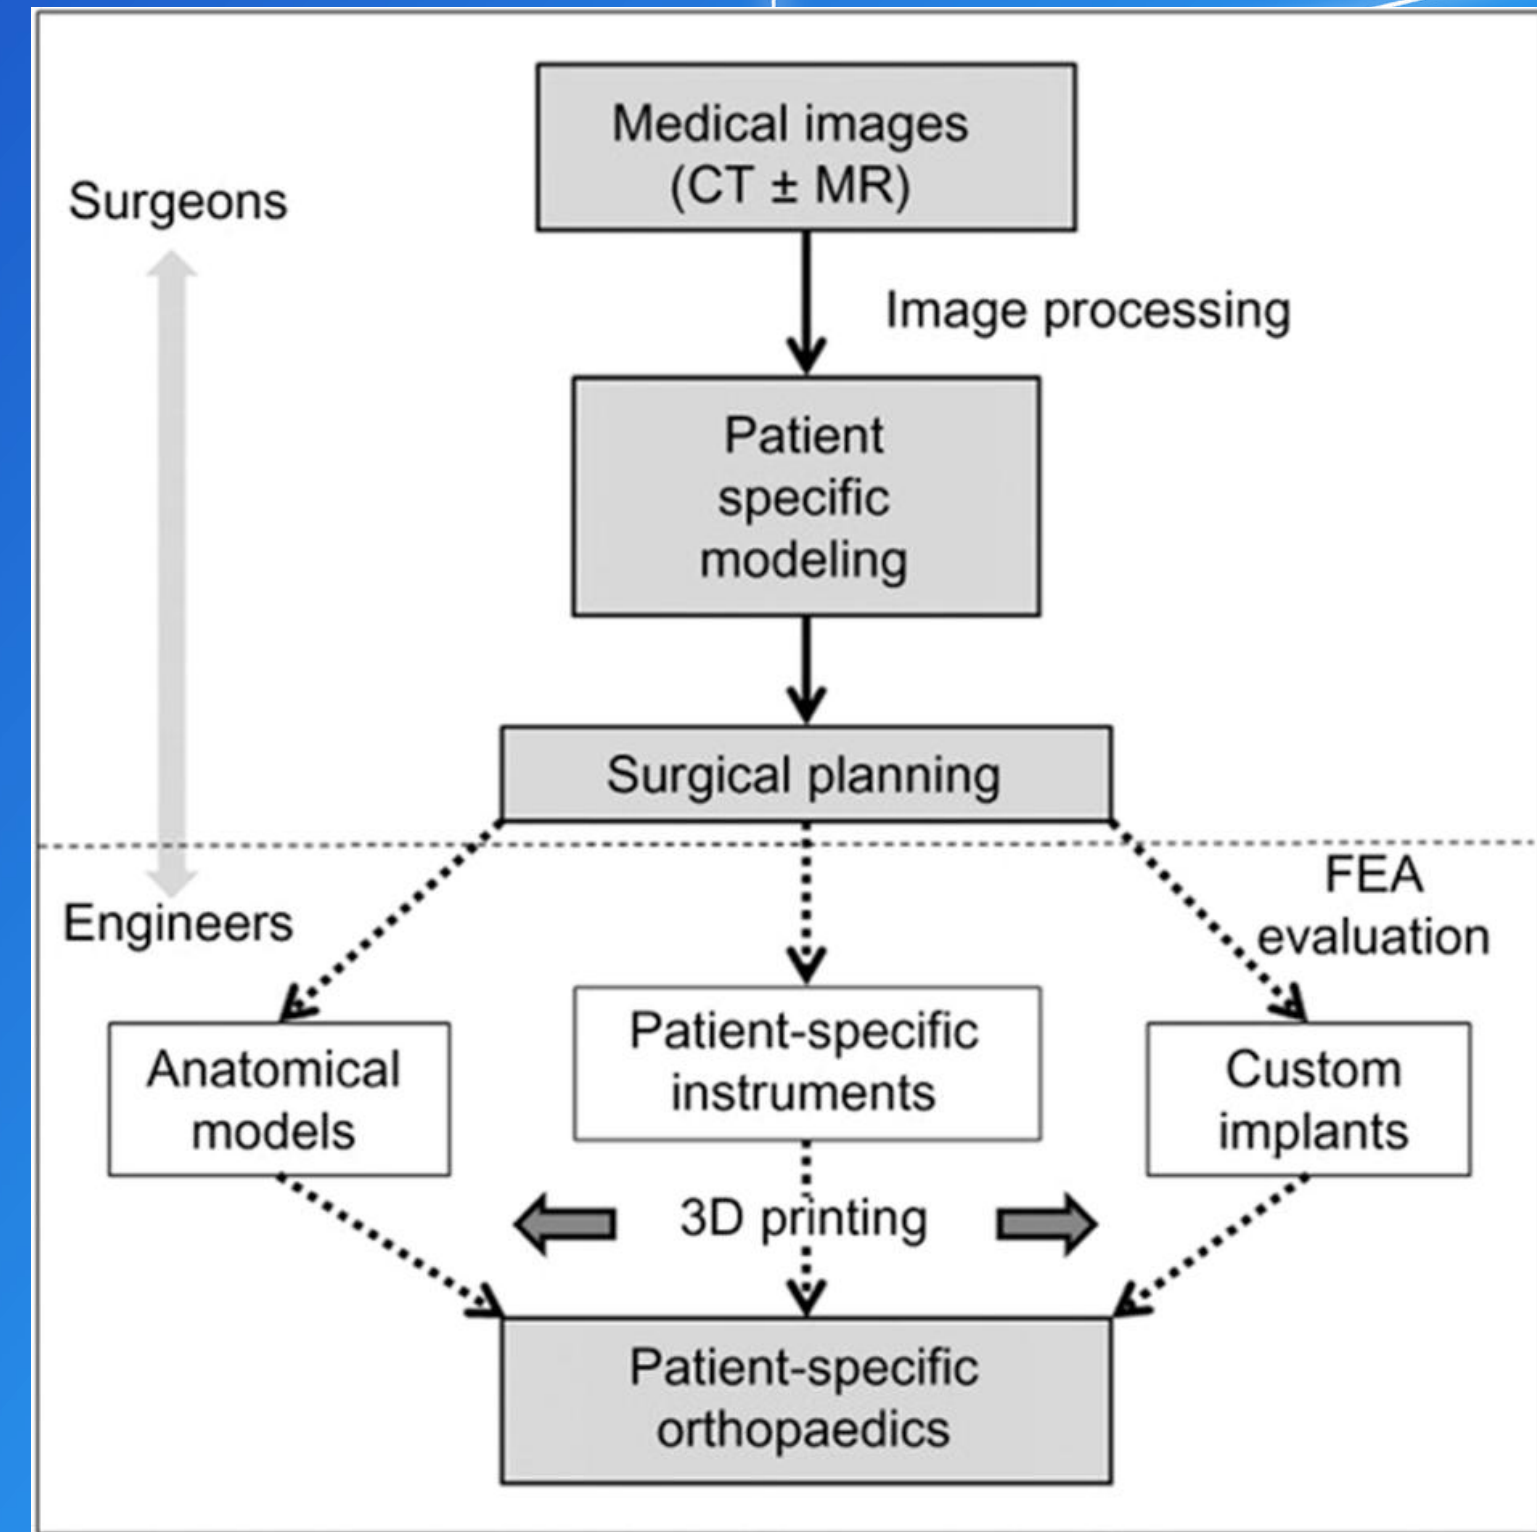 Medical images
(CT ± MR)
Surgeons
Image processing
Patient
specific
modeling
Surgical planning
FEA
evaluation
Engineers
Anatomical
models
Patient-specific
instruments
Custom
implants
3D printing
Patient-specific
orthopaedics